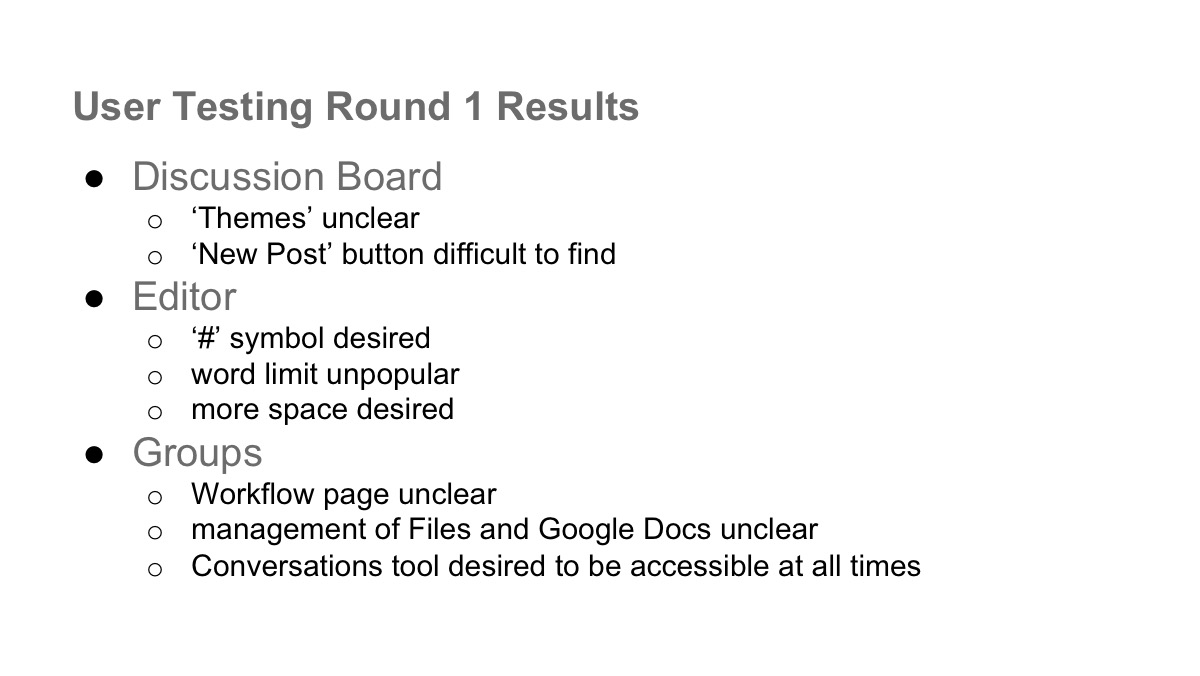 User Testing Round 1 Results
● Discussion Board
○ ‘Themes’ unclear
○ ‘New Post’ button difficult to find
● Editor
○ ‘#’ symbol desired
○ word limit unpopular
○ more space desired
● Groups
○ Workflow page unclear
○ management of Files and Google Docs unclear
○ Conversations tool desired to be accessible at all times